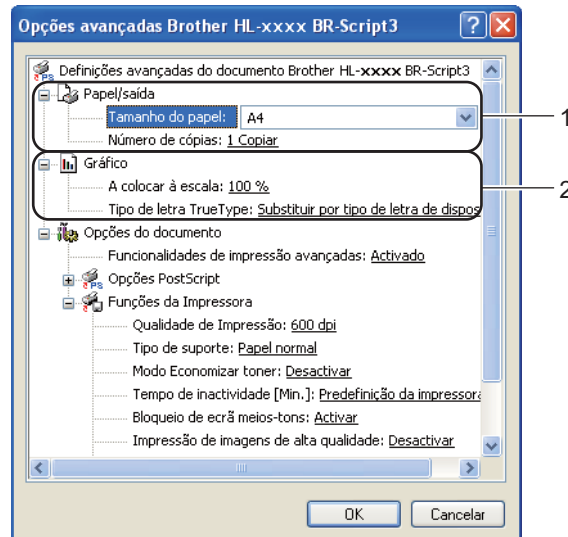 Opções avançadas Brother HL-xxxx BR-Script3
Definições avançadas do documento Brother HL-xxxx BR-Script3
Papel/saída
Tamanho do papel: A4
1
Número de cópias: 1 Copiar
Gráfico
A colocar à escala: 100 %
2
Tipo de letra TrueType: Substituir por tipo de letra de dispos
Opções do documento
Funcionalidades de impressão avançadas: Activado
Opções PostScript
Funções da Impressora
Qualidade de Impressão: 600 dpi
Tipo de suporte: Papel normal
Modo Economizar toner: Desactivar
Tempo de inactividade [Min.]: Predefinição da impressora
Bloqueio de ecrã meios-tons: Activar
Impressão de imagens de alta qualidade: Desactivar
OK
Cancelar